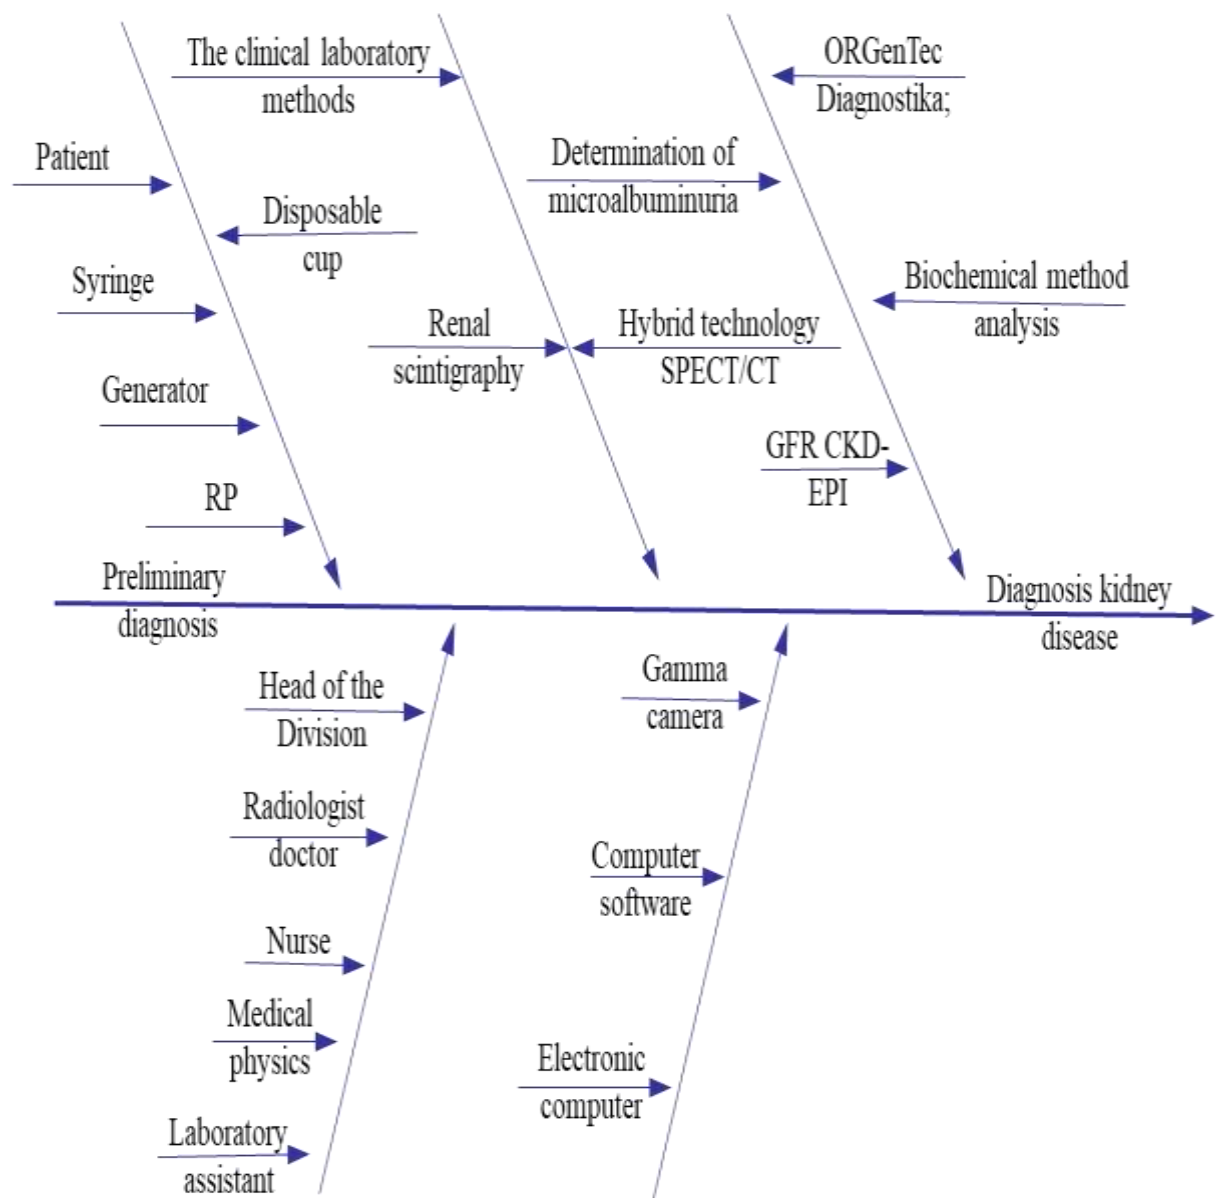 The clinical laboratory
methods
ORGenTec
Diagnostika;
Patient
Determination of
microalbuminuria
Disposable
cup
Syringe
Biochemical method
analysis
Renal
scintigraphy
Hybrid technology
SPECT/CT
Generator
GFR CKD-
EPI
RP
Preliminary
diagnosis
Diagnosis kidney
disease
Head of the
Division
Gamma
camera
Radiologist
doctor
Computer
software
Nurse
Medical
physics
Electronic
computer
Laboratory
assistant